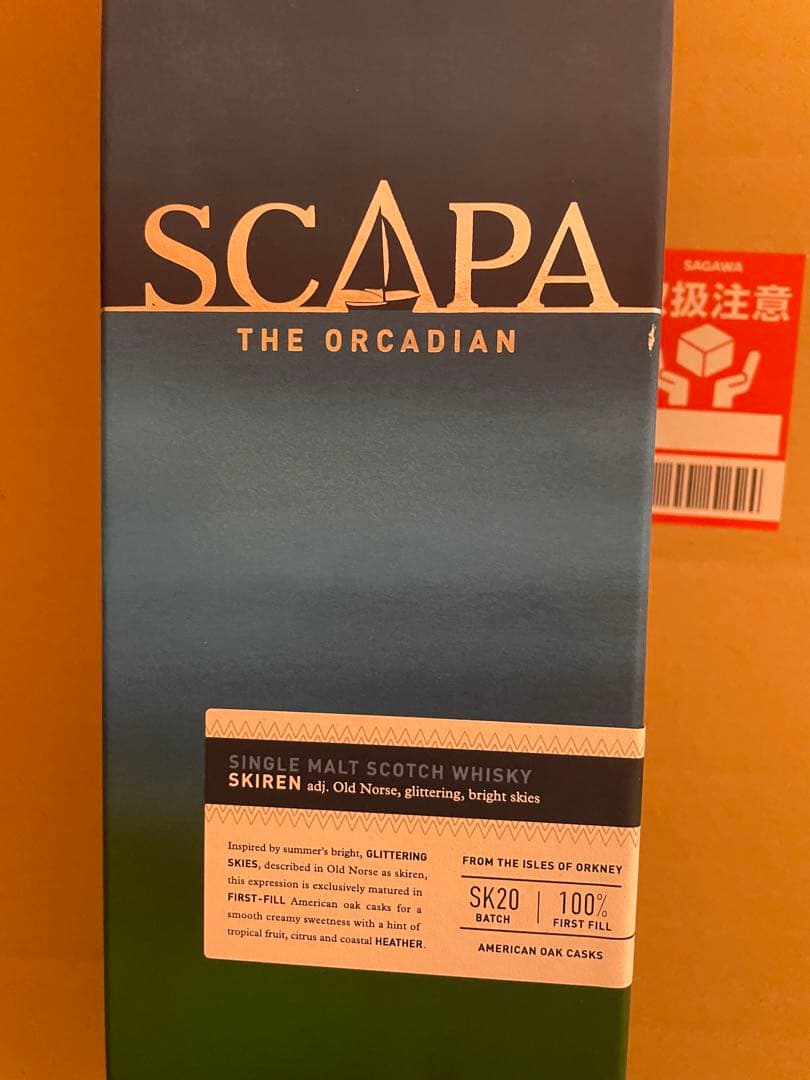 SCAPA
THE ORCADIAN
SAGAWA
扱注意
SINGLE MALT SCOTCH WHISKY
SKIREN adj. Old Norse, glittering, bright skies
Inspired by summer's bright, GLITTERING
SKIES, described in Old Norse as skiren,
this expression is exclusively matured in
FIRST-FILL American oak casks for a
smooth creamy sweetness with a hint of
tropical fruit, citrus and coastal HEATHER.
FROM THE ISLES OF ORKNEY
SK20
BATCH
100%
FIRST FILL
AMERICAN OAK CASKS